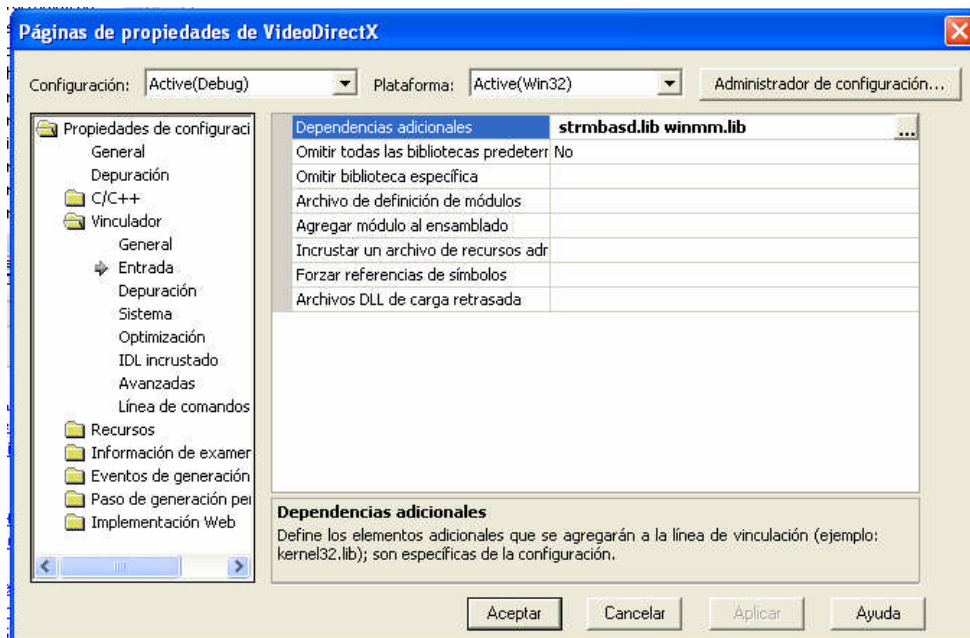 Páginas de propiedades de VideoDirectX
Configuración: Active(Debug) Plataforma: Active(Win32) Administrador de configuración...
Propiedades de configuraci
General
Depuración
C/C++
Vinculador
General
Entrada
Depuración
Sistema
Optimización
IDL incrustado
Avanzadas
Línea de comandos
Recursos
Información de examer
Eventos de generación
Paso de generación per
Implementación Web
Dependencias adicionales strmbasd.lib winmm.lib ...
Omitir todas las bibliotecas predeterr No
Omitir biblioteca específica
Archivo de definición de módulos
Agregar módulo al ensamblado
Incrustar un archivo de recursos adr
Forzar referencias de símbolos
Archivos DLL de carga retrasada
Dependencias adicionales
Define los elementos adicionales que se agregarán a la línea de vinculación (ejemplo:
kernel32.lib); son específicas de la configuración.
Aceptar Cancelar Aplicar Ayuda